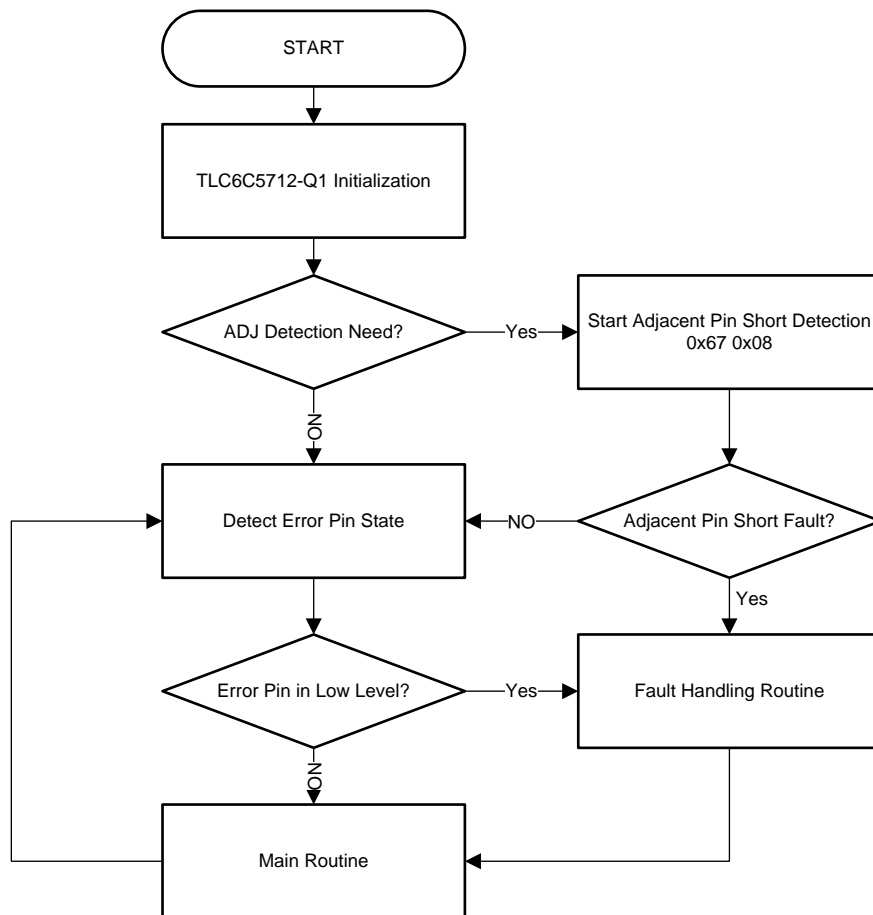 START
TLC6C5712-Q1 Initialization
ADJ Detection Need?
Yes
Start Adjacent Pin Short Detection
0x67 0x08
NO
Detect Error Pin State
NO
Adjacent Pin Short Fault?
Yes
Error Pin in Low Level?
Yes
Fault Handling Routine
NO
Main Routine